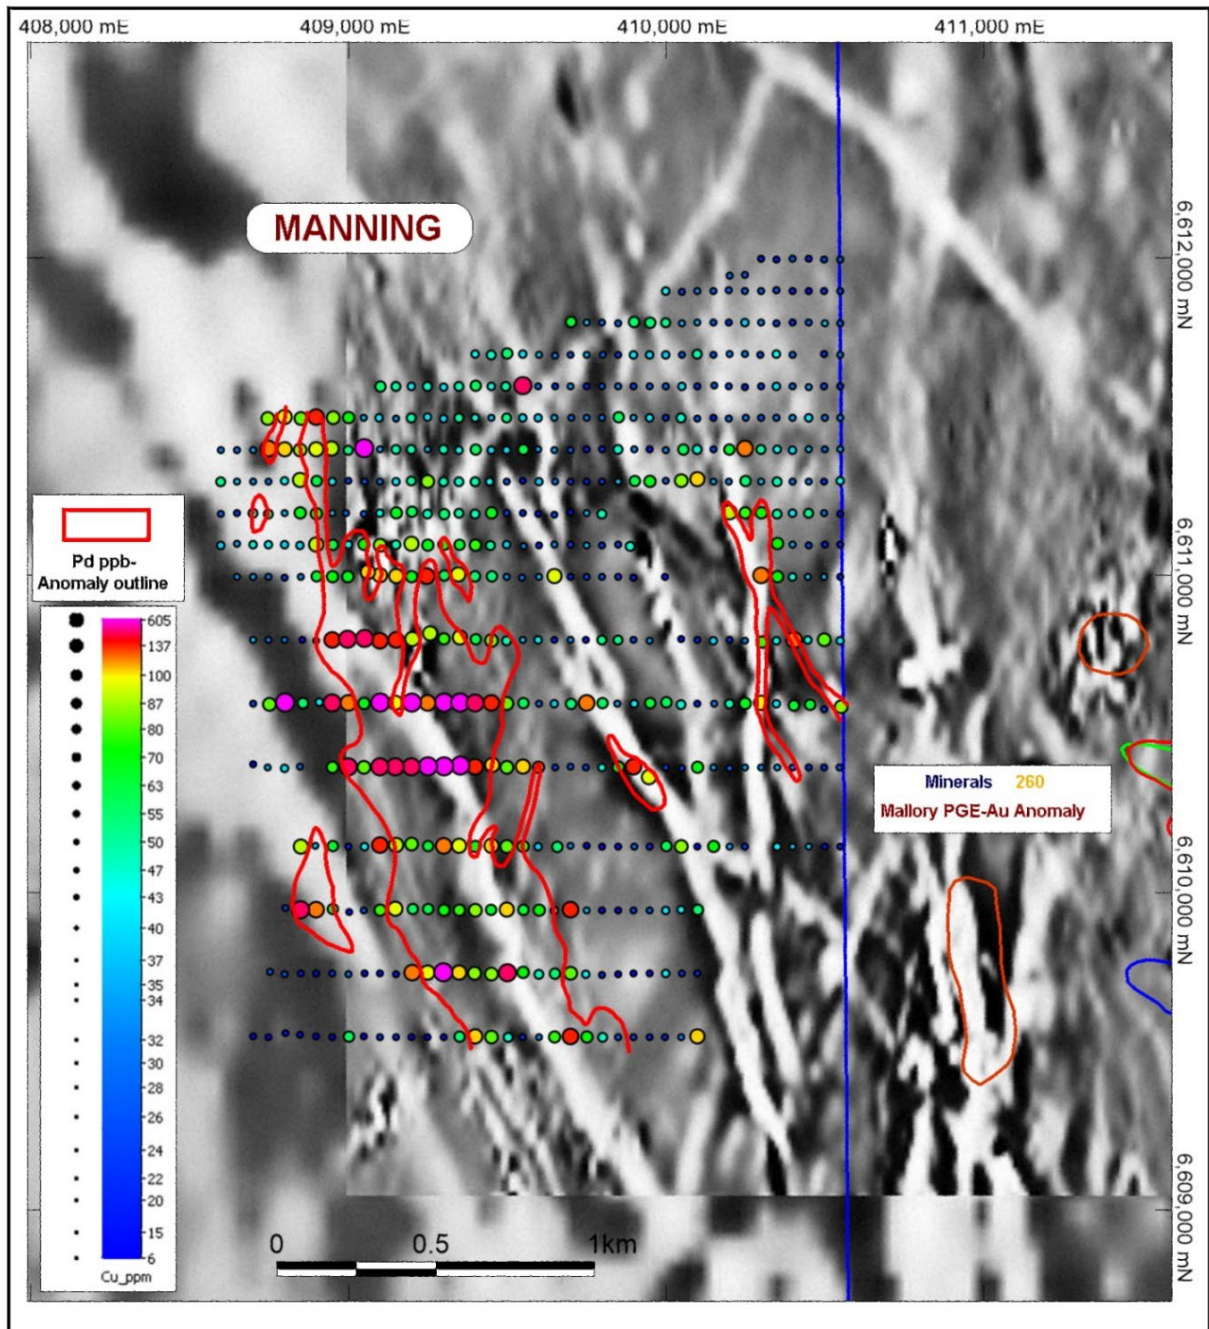 408,000 mE 409,000 mE 410,000 mE 411,000 mE
MANNING
6,612,000 mN
6,611,000 mN
6,610,000 mN
6,609,000 mN
Pd ppb-
Anomaly outline
605
137
100
87
80
70
63
55
50
47
43
40
37
35
34
32
30
28
26
24
22
20
15
6
Cu_ppm
Minerals 260
Mallory PGE-Au Anomaly
0 0.5 1km